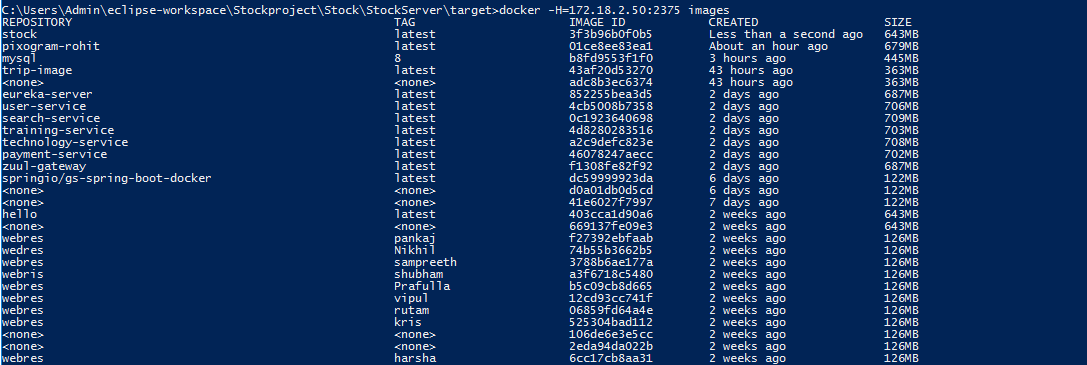 C:\Users\Admin\eclipse-workspace\Stockproject\Stock\StockServer\target>docker -H=172.18.2.50:2375 images
REPOSITORY TAG IMAGE ID CREATED SIZE
stock latest 3f3b96b0f0b5 Less than a second ago 643MB
pixogram-rohit latest 01ce8ee83ea1 About an hour ago 679MB
mysql 8 b8fd9553f1f0 3 hours ago 445MB
trip-image latest 43af20d53270 43 hours ago 363MB
<none> <none> adc8b3ec6374 43 hours ago 363MB
eureka-server latest 852255bea3d5 2 days ago 687MB
user-service latest 4cb5008b7358 2 days ago 706MB
search-service latest 0c1923640698 2 days ago 709MB
training-service latest 4d8280283516 2 days ago 703MB
technology-service latest a2c9defc823e 2 days ago 708MB
payment-service latest 46078247aecc 2 days ago 702MB
zuul-gateway latest f1308fe82f92 2 days ago 687MB
springio/gs-spring-boot-docker latest dc59999923da 6 days ago 122MB
<none> <none> d0a01db0d5cd 6 days ago 122MB
<none> <none> 41e6027f7997 7 days ago 122MB
hello latest 403cca1d90a6 2 weeks ago 643MB
<none> <none> 669137fe09e3 2 weeks ago 643MB
webres pankaj f27392ebfaab 2 weeks ago 126MB
wedres Nikhil 74b55b3662b5 2 weeks ago 126MB
webres sampreeth 3788b6ae177a 2 weeks ago 126MB
webris shubham a3f6718c5480 2 weeks ago 126MB
webres Prafulla b5c09cb8d665 2 weeks ago 126MB
webres vipul 12cd93cc741f 2 weeks ago 126MB
webres rutam 06859fd64a4e 2 weeks ago 126MB
webres kris 525304bad112 2 weeks ago 126MB
<none> <none> 106de6e3e5cc 2 weeks ago 126MB
<none> <none> 2eda94da022b 2 weeks ago 126MB
webres harsha 6cc17cb8aa31 2 weeks ago 126MB